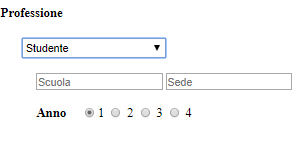 Professione
Studente
Scuola Sede
Anno 1 2 3 4